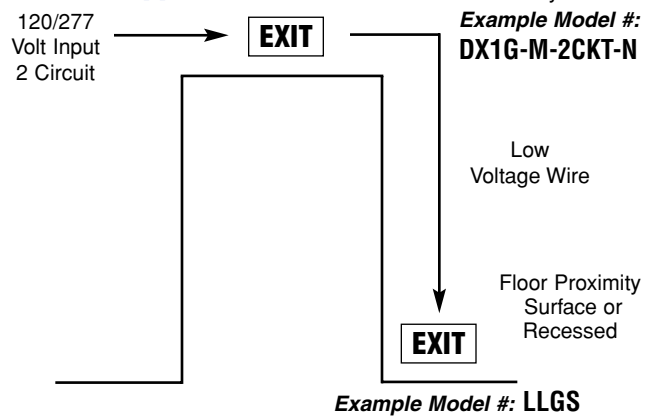 120/277
Volt Input
2 Circuit
EXIT
Example Model #:
DX1G-M-2CKT-N
Low
Voltage Wire
Floor Proximity
Surface or
Recessed
EXIT
Example Model #: LLGS